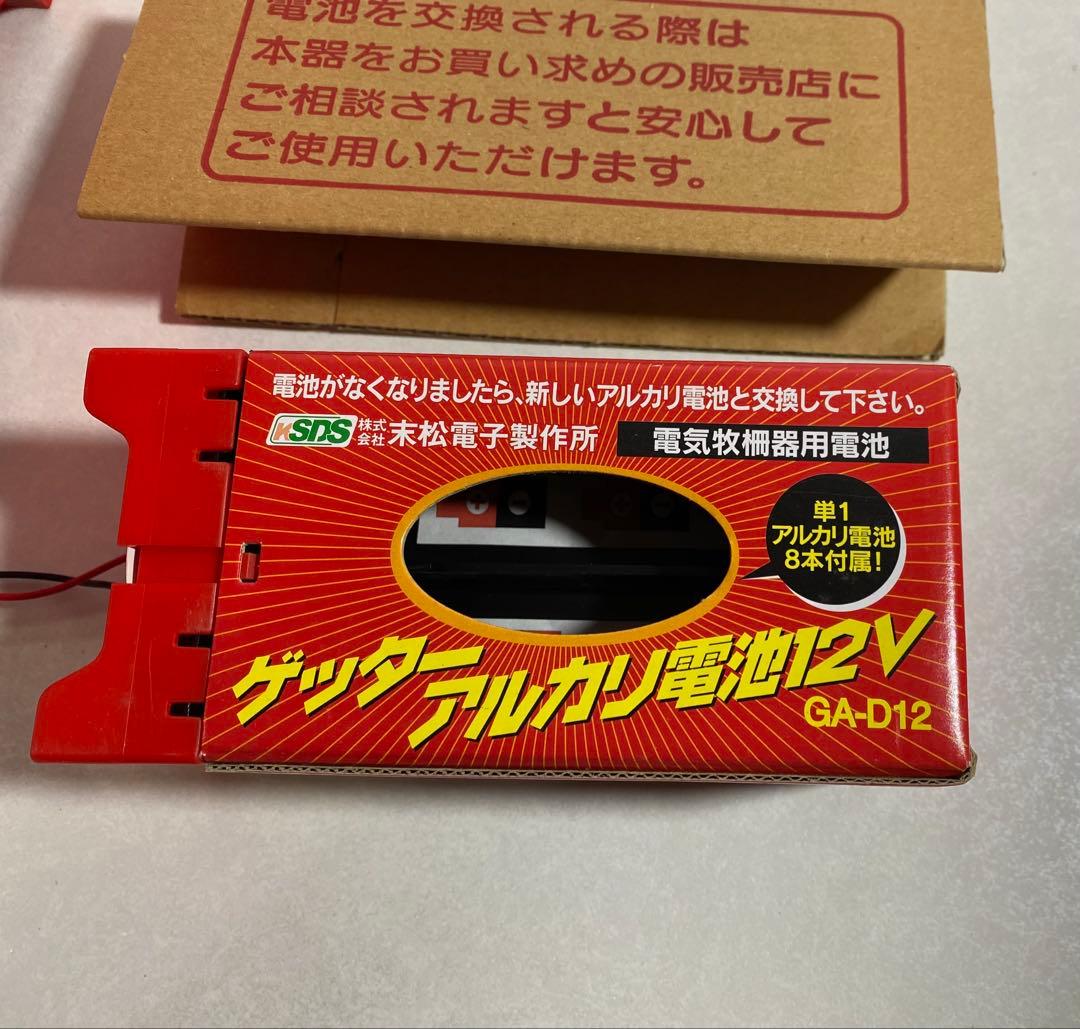 電池を交換される際は
本器をお買い求めの販売店に
ご相談されますと安心して
ご使用いただけます。
電池がなくなりましたら、新しいアルカリ電池と交換して下さい。
KSDS 株式会社 末松電子製作所 電気牧柵器用電池
単1
アルカリ電池
8本付属!
ゲッター
アルカリ電池12V
GA-D12